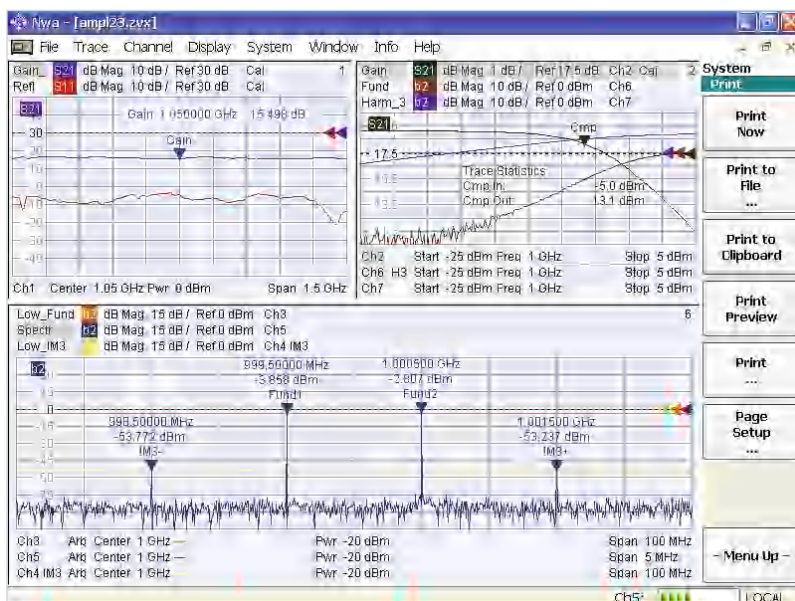 Nwa - [ampl23.zvx]
File Trace Channel Display System Window Info Help
Gain_ S21 dB Mag 10 dB / Ref 30 dB Cal 1
Refl S11 dB Mag 10 dB / Ref 30 dB Cal
S21
Gain 1.050000 GHz 15.498 dB
30
Gain
10
0
-10
-20
-30
-40
Ch1 Center 1.05 GHz Pwr 0 dBm Span 1.5 GHz
Gain S21 dB Mag 1 dB / Ref 17.5 dB Ch2 Cal 2
Fund b2 dB Mag 10 dB / Ref 0 dBm Ch6
Harm_3 b2 dB Mag 10 dB / Ref 0 dBm Ch7
S21
Cmp
17.5
Trace Statistics
Cmp In: -5.0 dBm
Cmp Out: 13.1 dBm
Ch2 Start -25 dBm Freq 1 GHz Stop 5 dBm
Ch6 H3 Start -25 dBm Freq 1 GHz Stop 5 dBm
Ch7 Start -25 dBm Freq 1 GHz Stop 5 dBm
Low_Fund dB Mag 15 dB / Ref 0 dBm Ch3 6
Spectr b2 dB Mag 15 dB / Ref 0 dBm Ch5
Low_IM3 dB Mag 15 dB / Ref 0 dBm Ch4 IM3
b2
999.50000 MHz
-3.858 dBm
Fund1
1.000500 GHz
-2.807 dBm
Fund2
998.50000 MHz
-53.772 dBm
IM3-
1.001500 GHz
-53.237 dBm
IM3+
Ch3 Arb Center 1 GHz — Pwr -20 dBm Span 100 MHz
Ch5 Arb Center 1 GHz — Pwr -20 dBm Span 5 MHz
Ch4 IM3 Arb Center 1 GHz — Pwr -20 dBm Span 100 MHz
System
Print
Print
Now
Print to
File
...
Print to
Clipboard
Print
Preview
Print
...
Page
Setup
...
- Menu Up -
Ch5: LOCAL